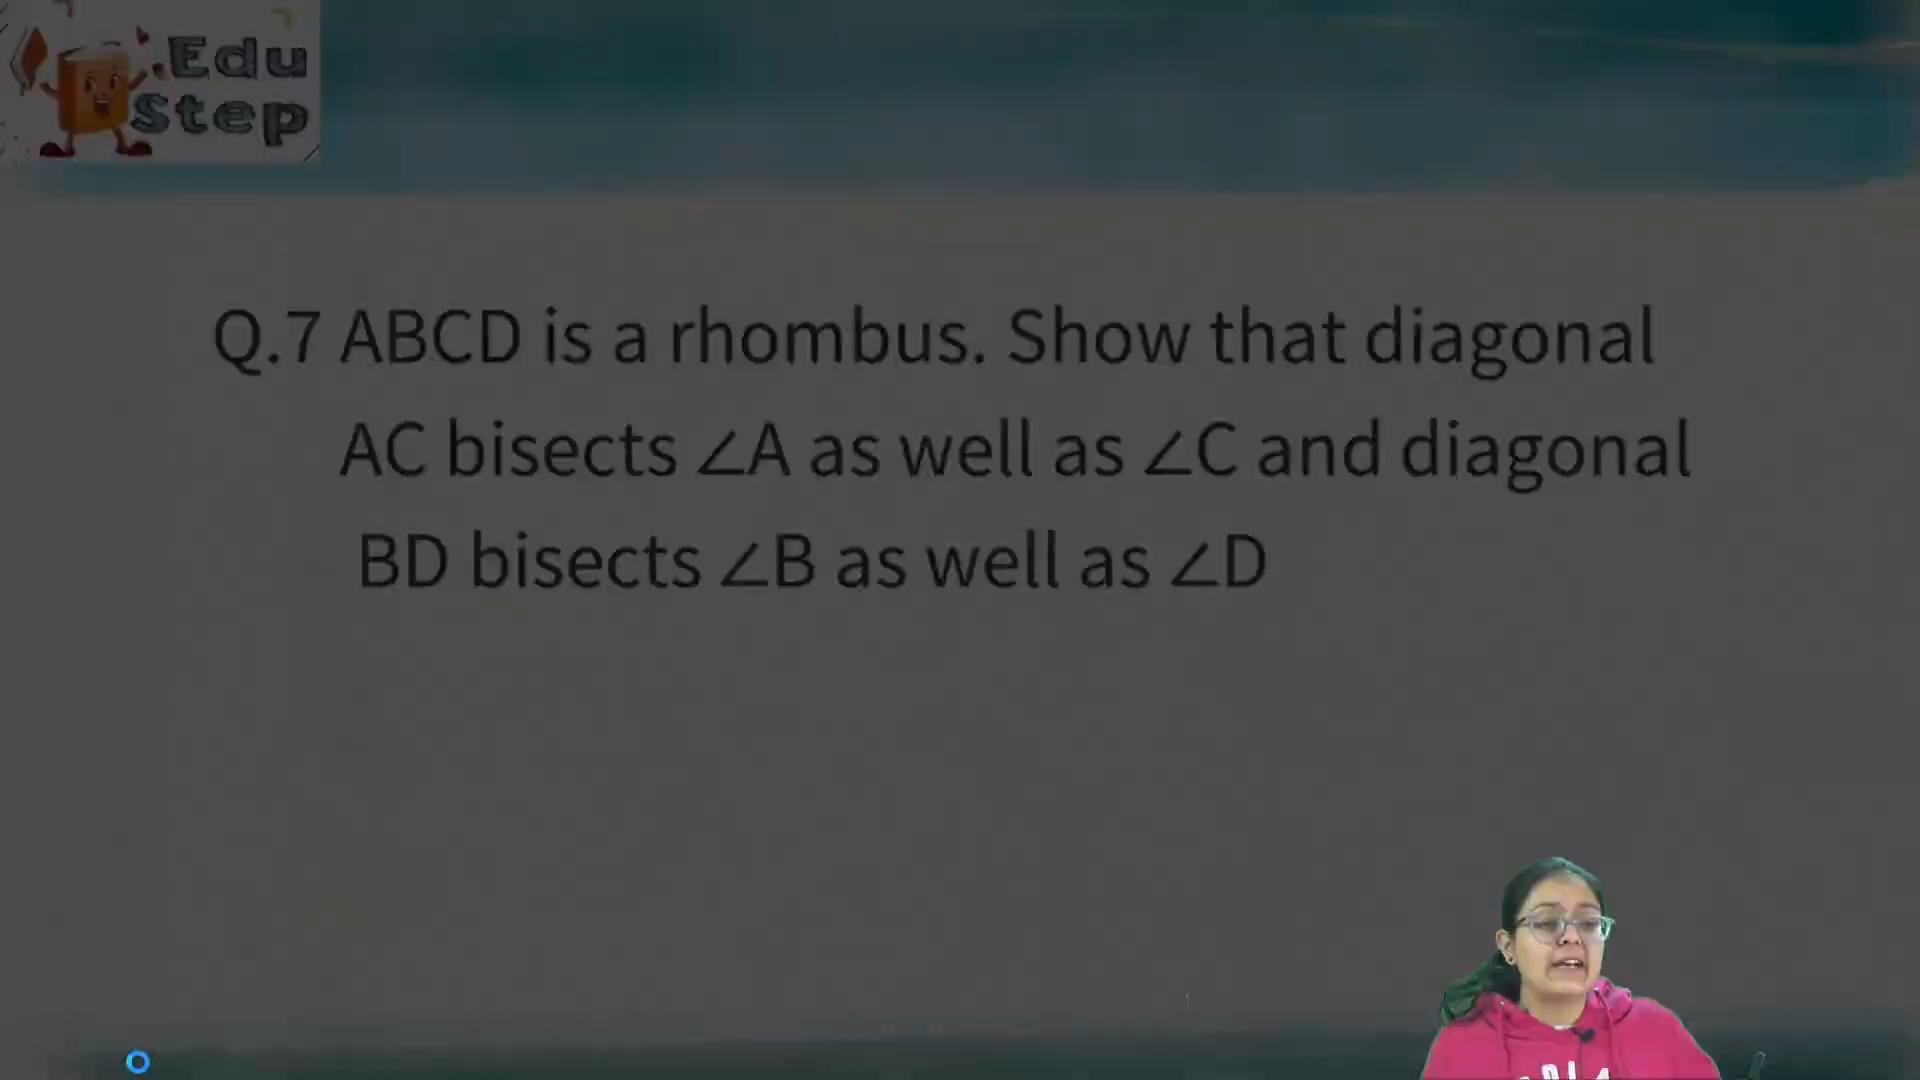 Edu
Step
Q.7 ABCD is a rhombus. Show that diagonal
AC bisects ∠A as well as ∠C and diagonal
BD bisects ∠B as well as ∠D